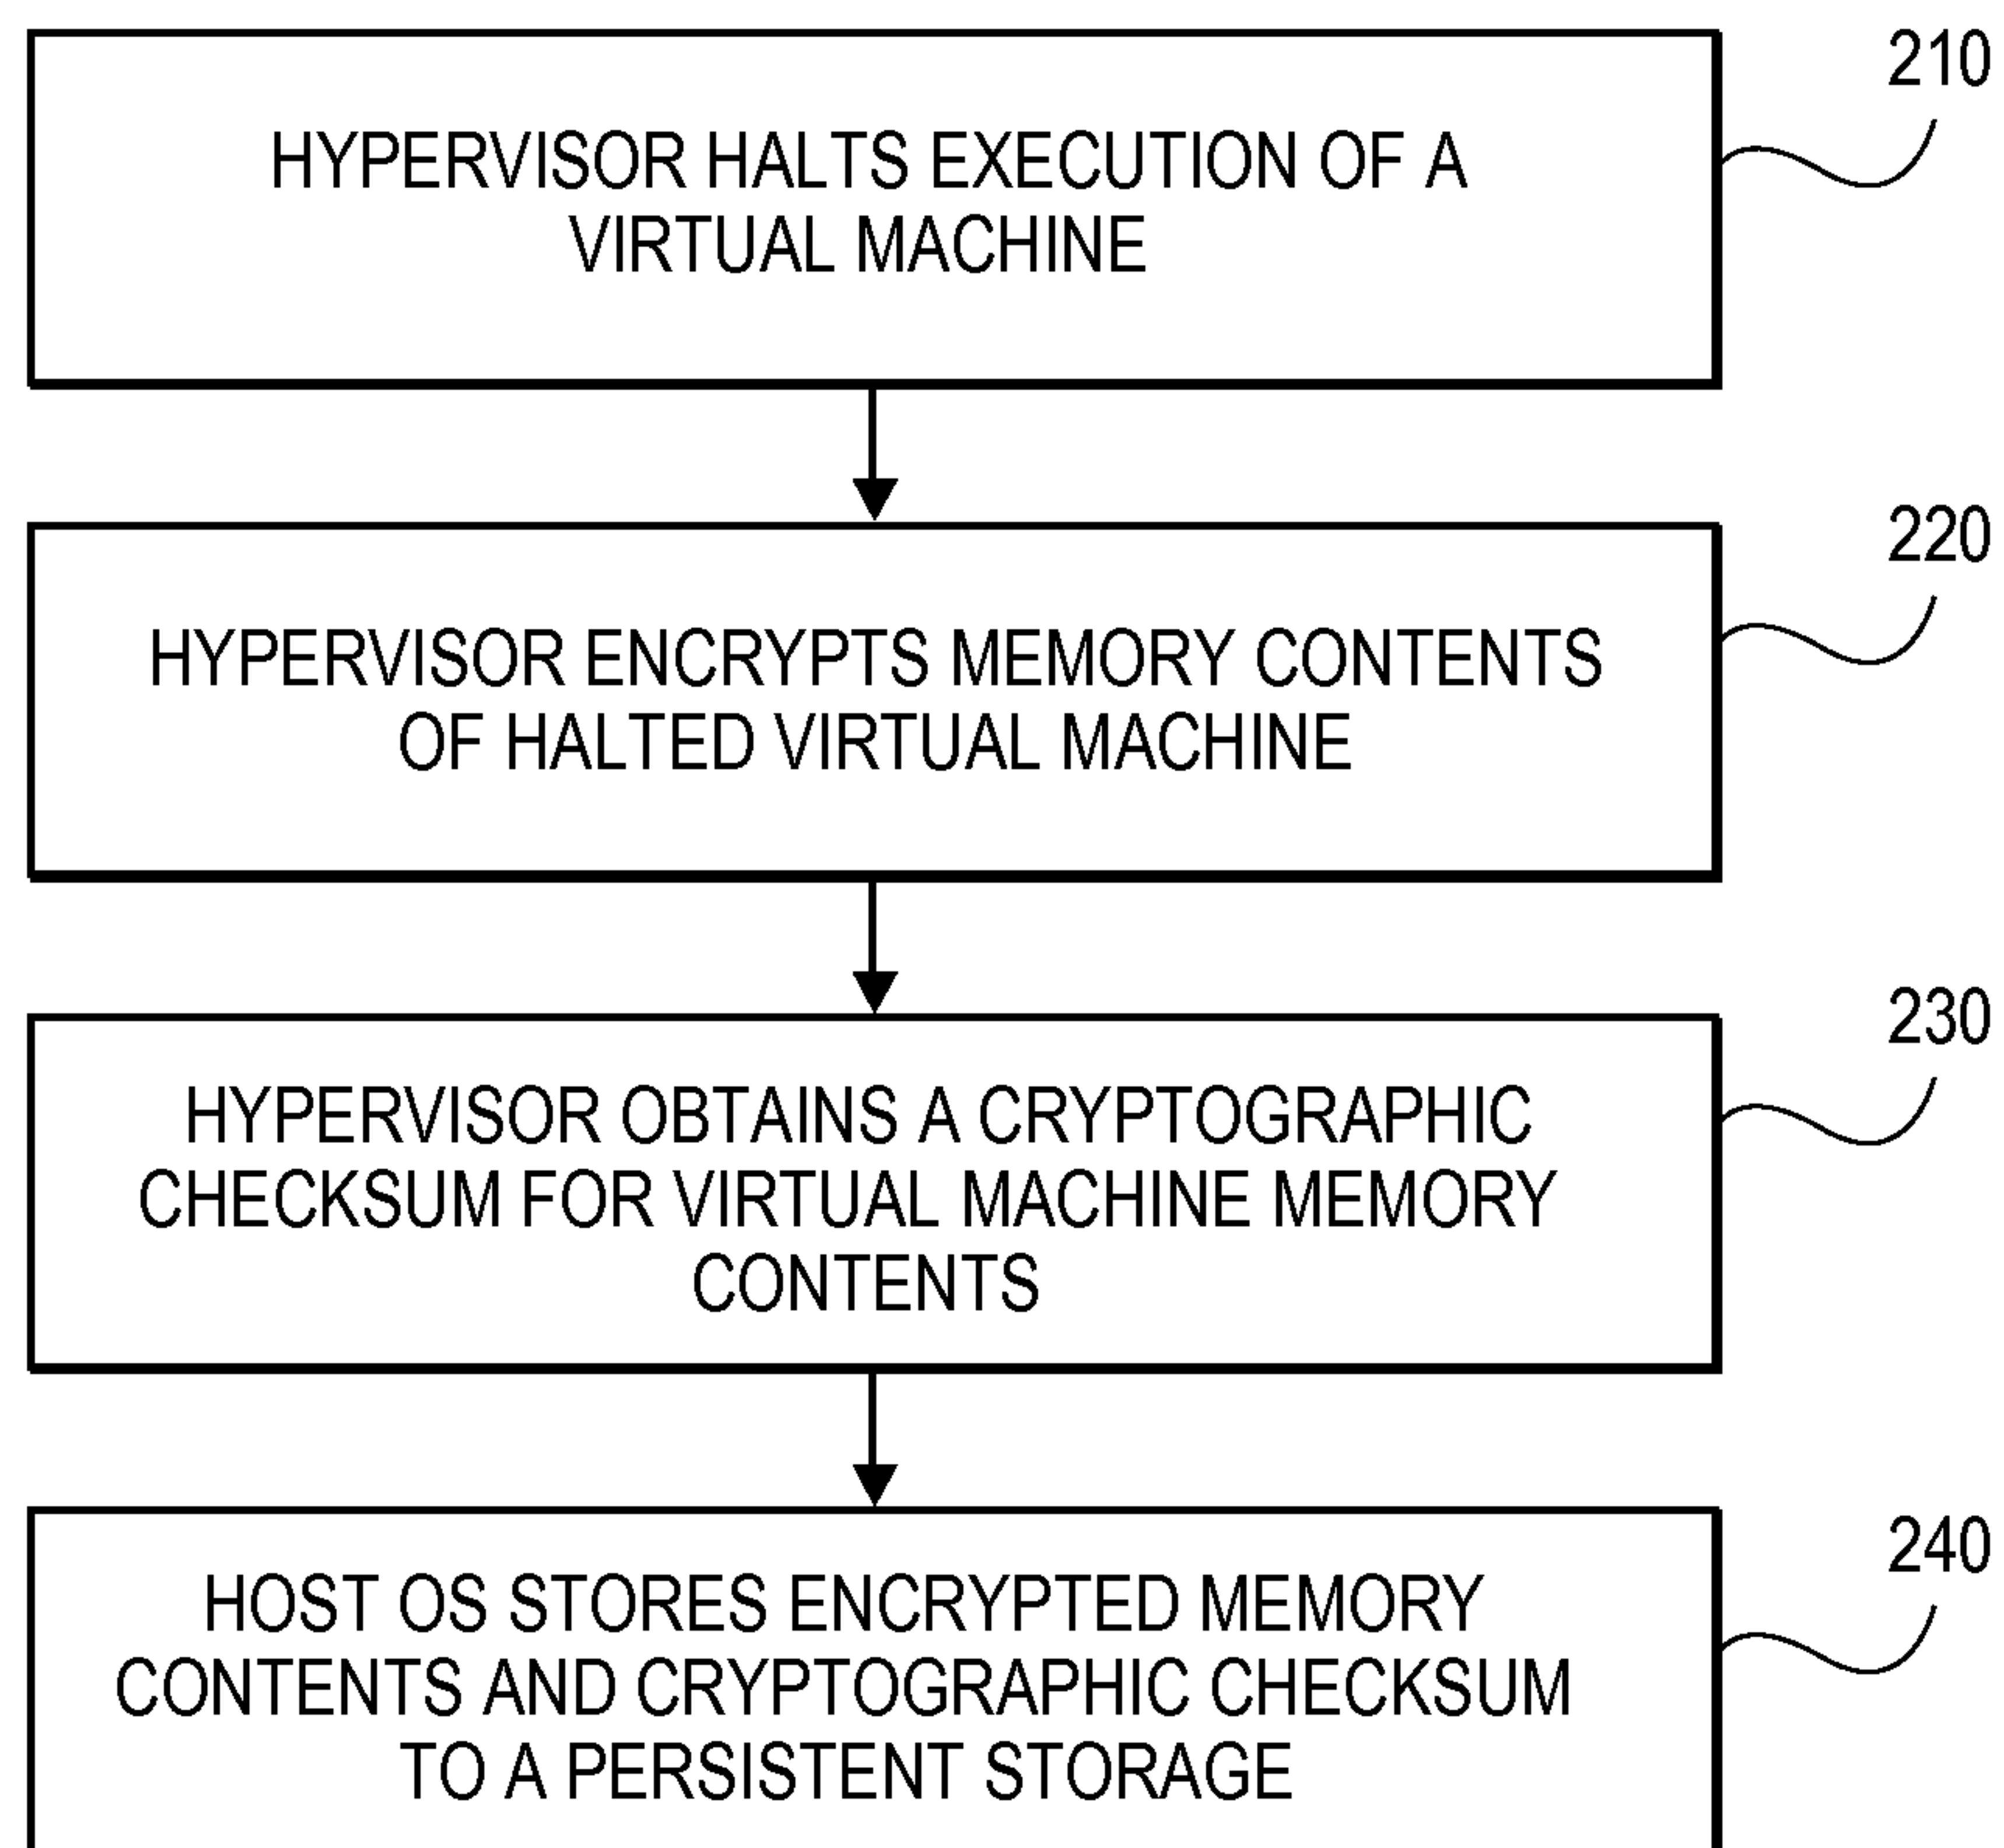 210
HYPERVISOR HALTS EXECUTION OF A
VIRTUAL MACHINE
220
HYPERVISOR ENCRYPTS MEMORY CONTENTS
OF HALTED VIRTUAL MACHINE
230
HYPERVISOR OBTAINS A CRYPTOGRAPHIC
CHECKSUM FOR VIRTUAL MACHINE MEMORY
CONTENTS
240
HOST OS STORES ENCRYPTED MEMORY
CONTENTS AND CRYPTOGRAPHIC CHECKSUM
TO A PERSISTENT STORAGE